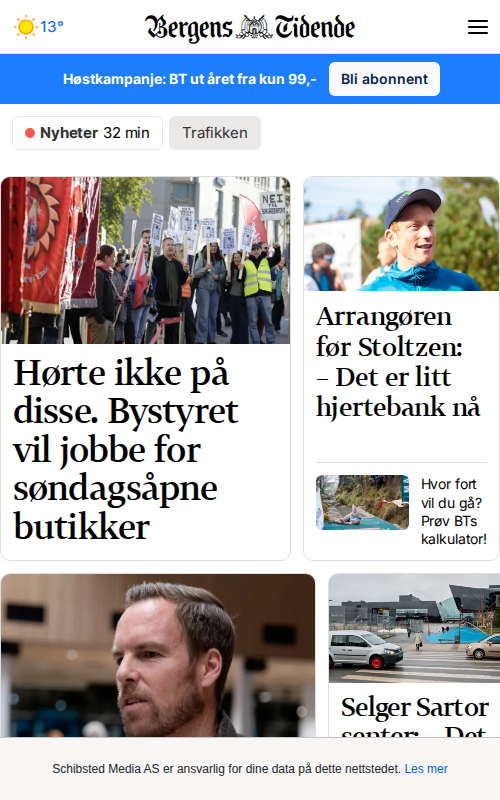 13°
Bergens Tidende
Høstkampanje: BT ut året fra kun 99,-
Bli abonnent
Nyheter 32 min
Trafikken
NEI
TIL
Hørte ikke på
disse. Bystyret
vil jobbe for
søndagsåpne
butikker
Arrangøren
før Stoltzen:
– Det er litt
hjertebank nå
Hvor fort
vil du gå?
Prøv BTs
kalkulator!
Selger Sartor
senter: – Det
Schibsted Media AS er ansvarlig for dine data på dette nettstedet. Les mer